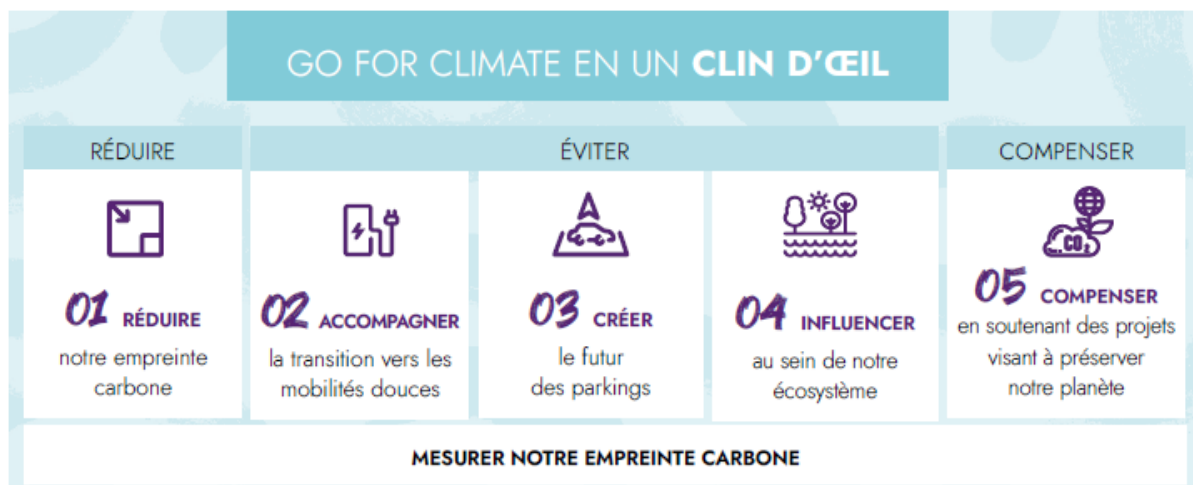 GO FOR CLIMATE EN UN CLIN D'ŒIL
RÉDUIRE
ÉVITER
COMPENSER
01 RÉDUIRE
notre empreinte
carbone
02 ACCOMPAGNER
la transition vers les
mobilités douces
03 CRÉER
le futur
des parkings
04 INFLUENCER
au sein de notre
écosystème
CO₂
05 COMPENSER
en soutenant des projets
visant à préserver
notre planète
MESURER NOTRE EMPREINTE CARBONE